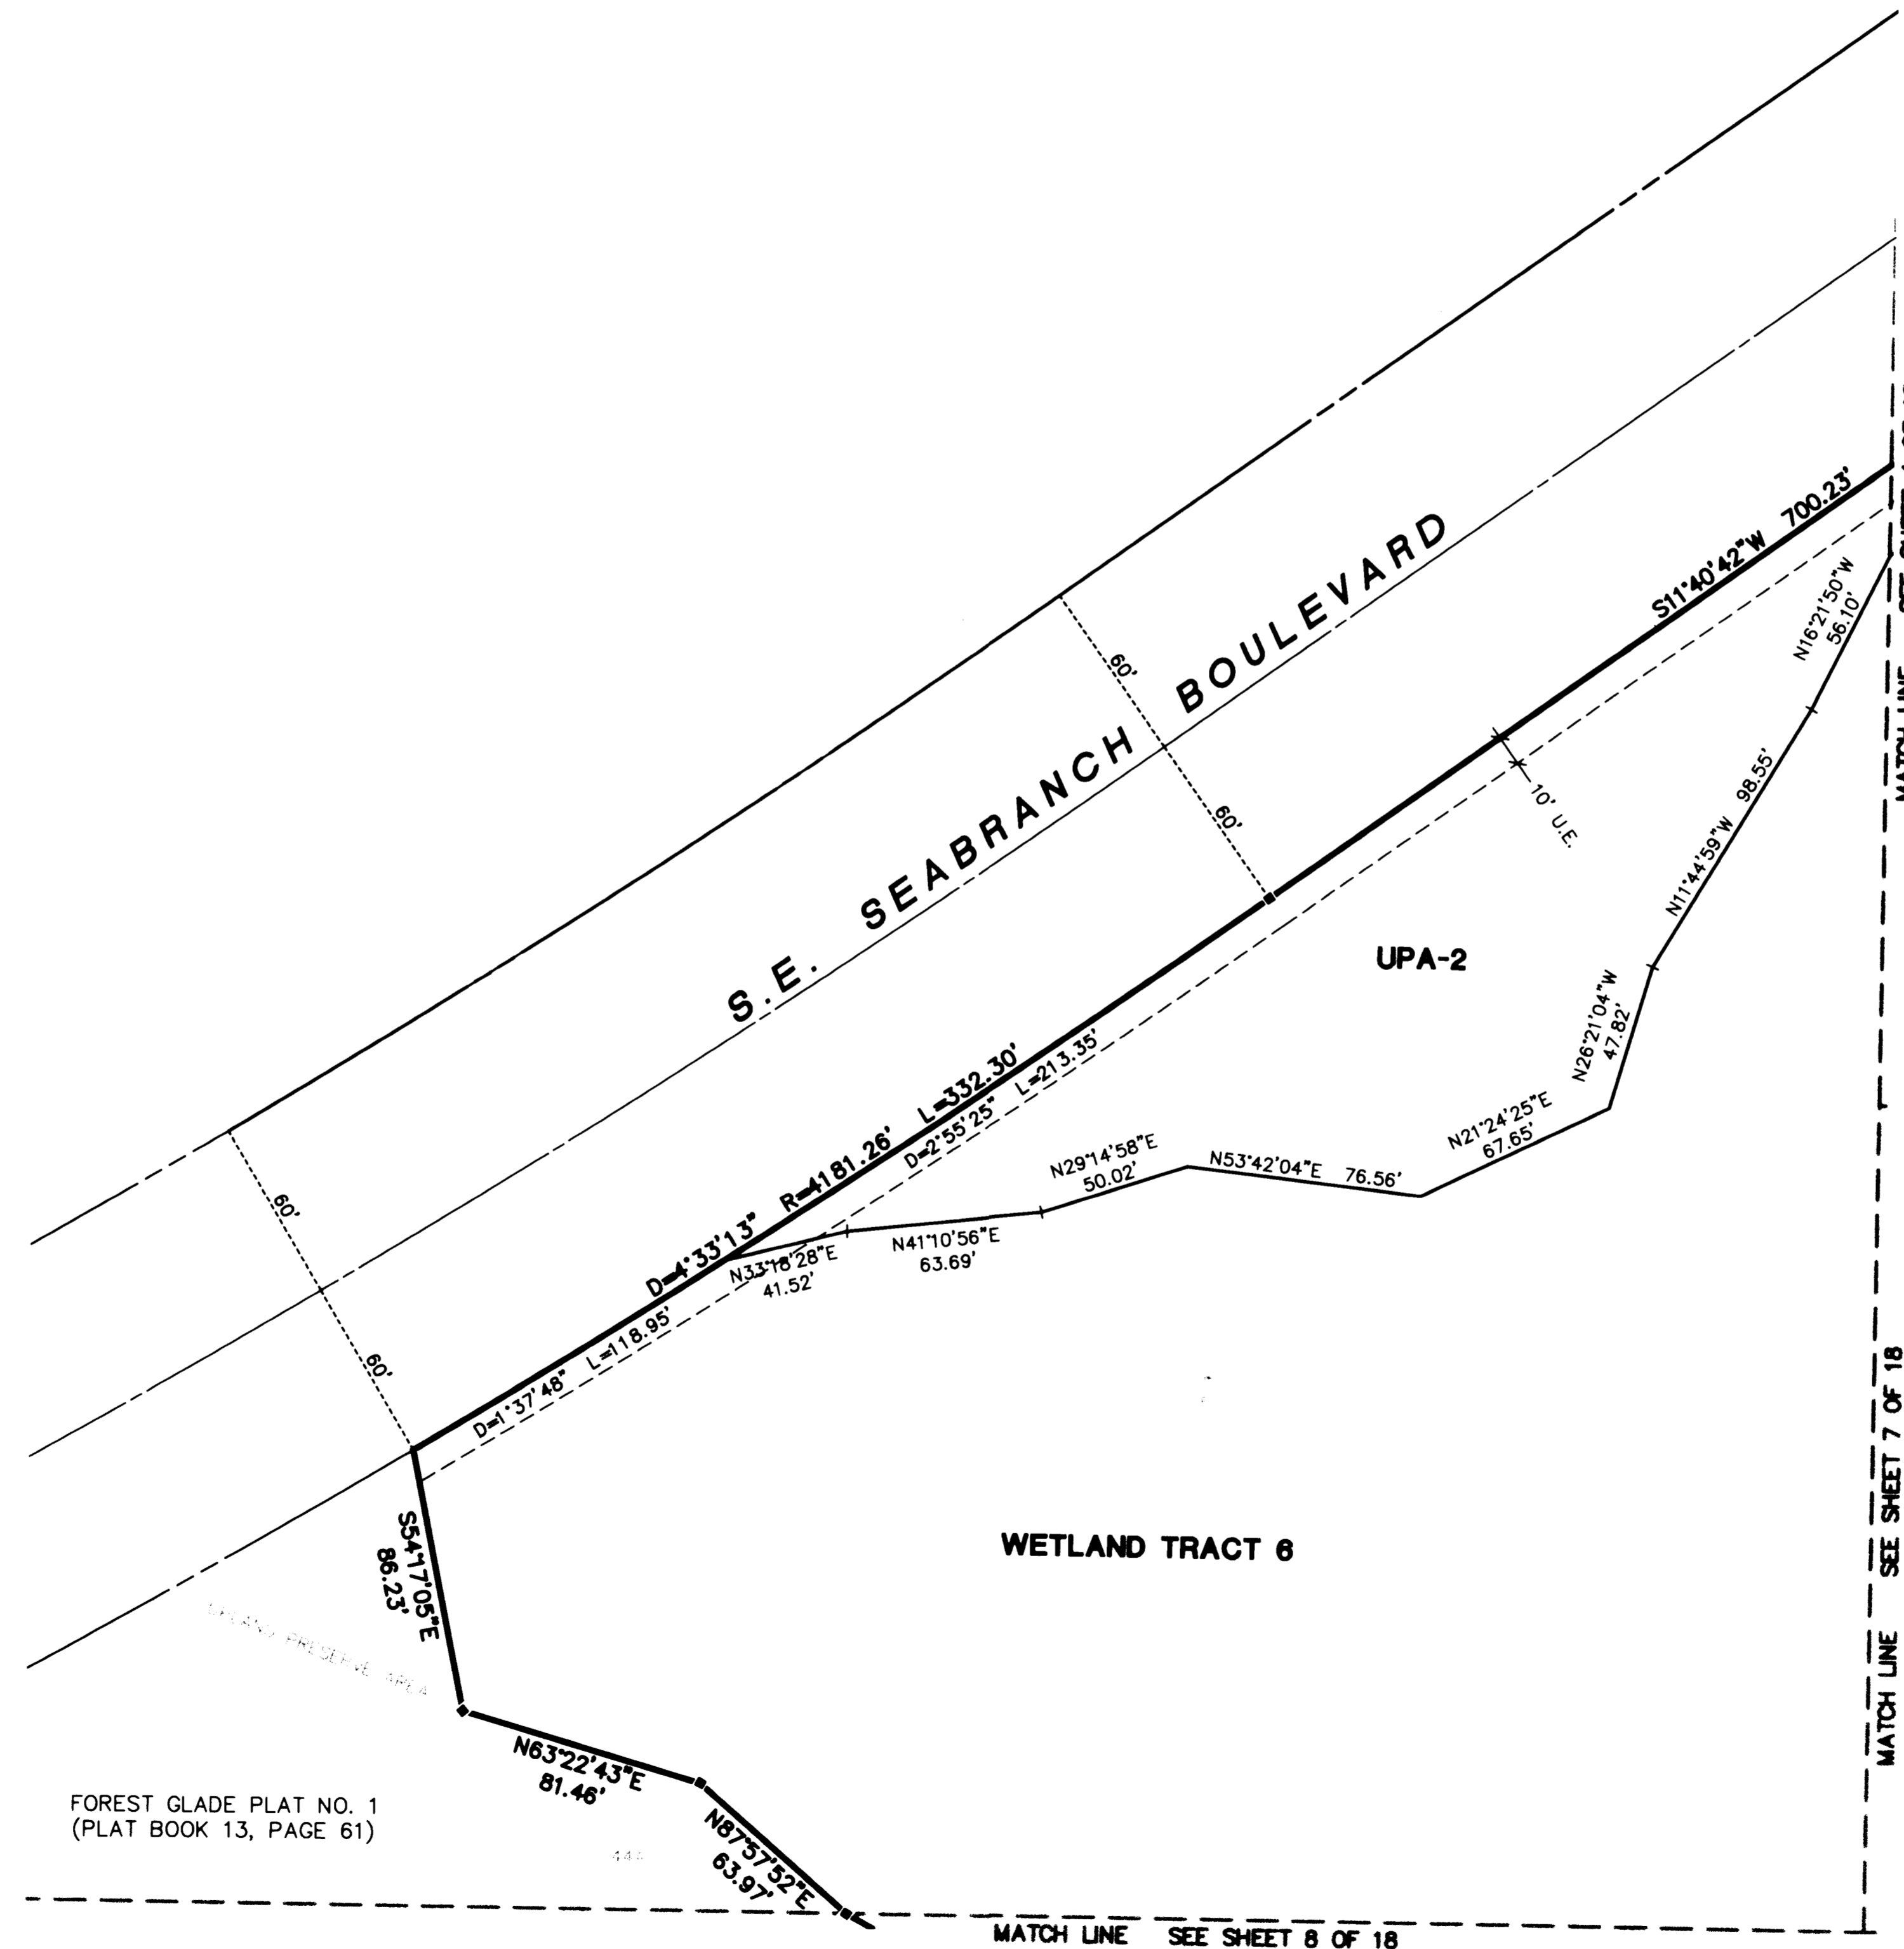 S.E. SEABRANCH BOULEVARD
60'
60'
60'
60'
S11°40'42"W 700.23'
N16°21'50"W
56.10'
N11°44'59"W 98.55'
10' U.E.
UPA-2
N26°21'04"W
47.82'
N21°24'25"E
67.65'
N53°42'04"E 76.56'
N29°14'58"E
50.02'
N41°10'56"E
63.69'
N33°18'28"E
41.52'
D=4°33'13" R=4181.26' L=332.30'
D=2°55'25" L=213.35'
D=1°37'48" L=118.95'
S54°17'05"E
86.23'
UPLAND PRESERVE AREA
WETLAND TRACT 6
N63°22'43"E
81.46'
N87°57'52"E
63.97'
FOREST GLADE PLAT NO. 1
(PLAT BOOK 13, PAGE 61)
MATCH LINE SEE SHEET 8 OF 18
MATCH LINE SEE SHEET 7 OF 18
MATCH LINE